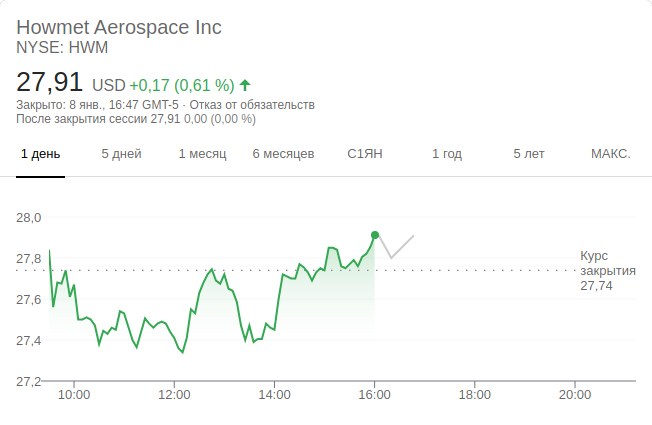 Howmet Aerospace Inc
NYSE: HWM
27,91 USD +0,17 (0,61 %)
Закрыто: 8 янв., 16:47 GMT-5 · Отказ от обязательств
После закрытия сессии 27,91 0,00 (0,00 %)
1 день 5 дней 1 месяц 6 месяцев С1ЯН 1 год 5 лет МАКС.
28,0
27,8
27,6
27,4
27,2
Курс
закрытия
27,74
10:00 12:00 14:00 16:00 18:00 20:00